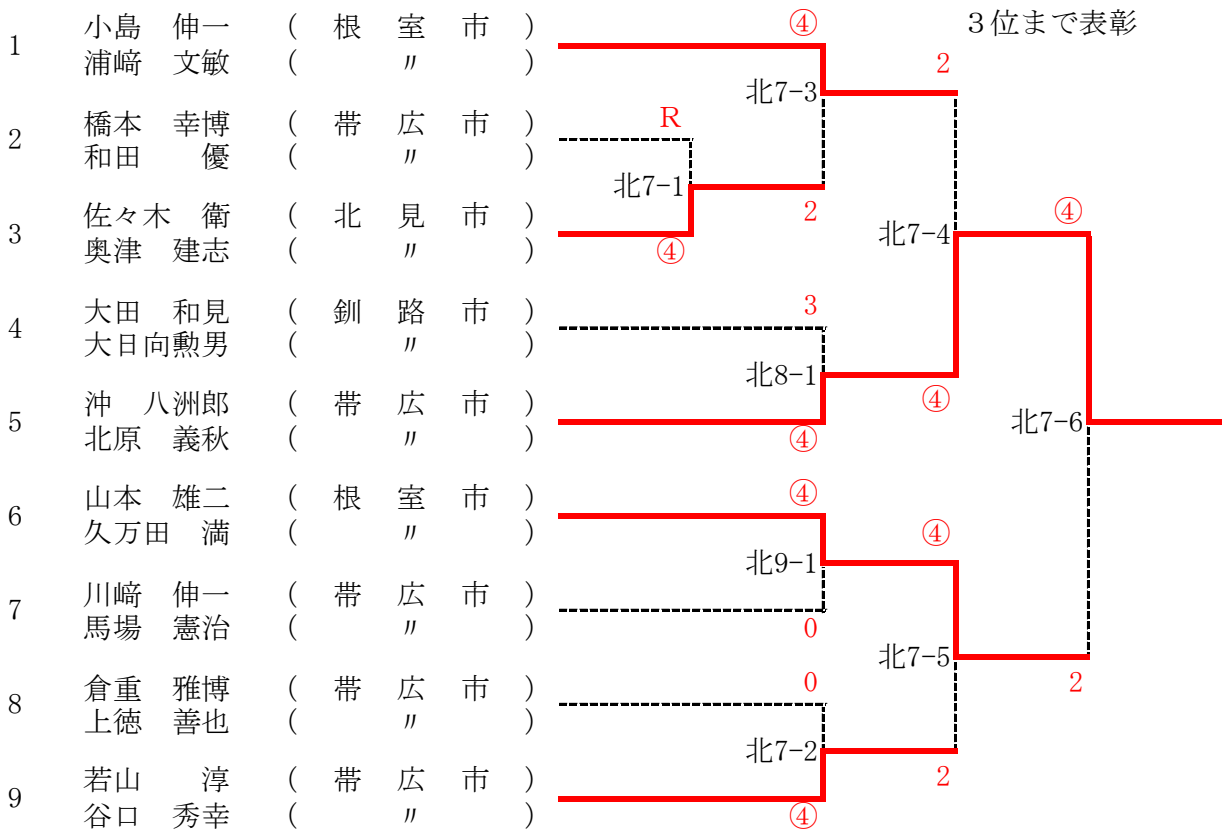 3位まで表彰
1 小島　伸一 ( 根 室 市 ) ④
浦﨑　文敏 ( 〃 )
2
北7-3
2 橋本　幸博 ( 帯 広 市 ) R
和田　　優 ( 〃 )
北7-1
2
3 佐々木　衛 ( 北 見 市 )
奥津　建志 ( 〃 ) ④
北7-4
④
4 大田　和見 ( 釧 路 市 ) 3
大日向勲男 ( 〃 )
北8-1
④
5 沖　八洲郎 ( 帯 広 市 )
北原　義秋 ( 〃 ) ④
北7-6
6 山本　雄二 ( 根 室 市 ) ④
久万田　満 ( 〃 )
④
北9-1
7 川﨑　伸一 ( 帯 広 市 )
馬場　憲治 ( 〃 ) 0
北7-5
2
8 倉重　雅博 ( 帯 広 市 ) 0
上徳　善也 ( 〃 )
北7-2
2
9 若山　　淳 ( 帯 広 市 )
谷口　秀幸 ( 〃 ) ④